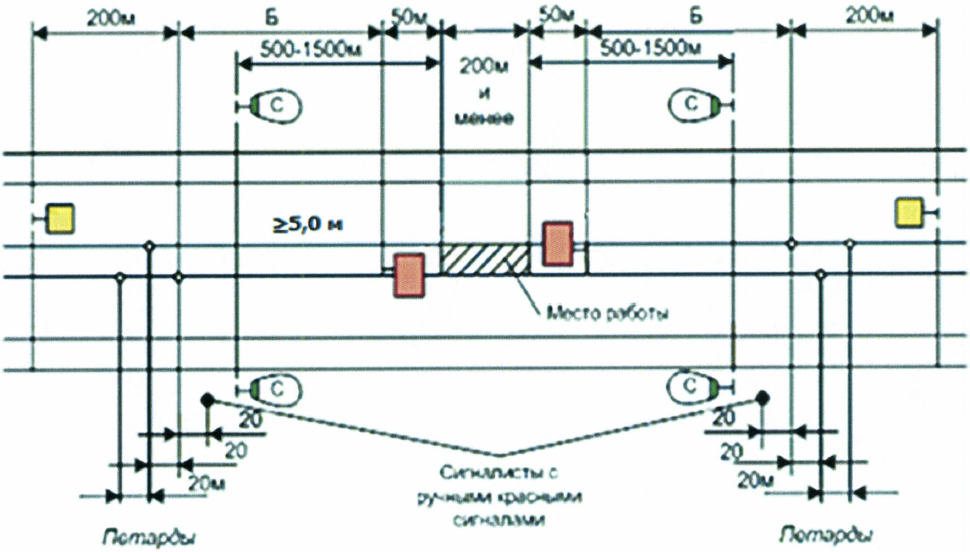 200м Б 50м 50м Б 200м
500-1500м 500-1500м
200м
и
менее
С С
≥5,0 м
Место работы
С С
20 20
20 20
20м 20м
Сигналисты с
ручными красными
сигналами
Петарды Петарды